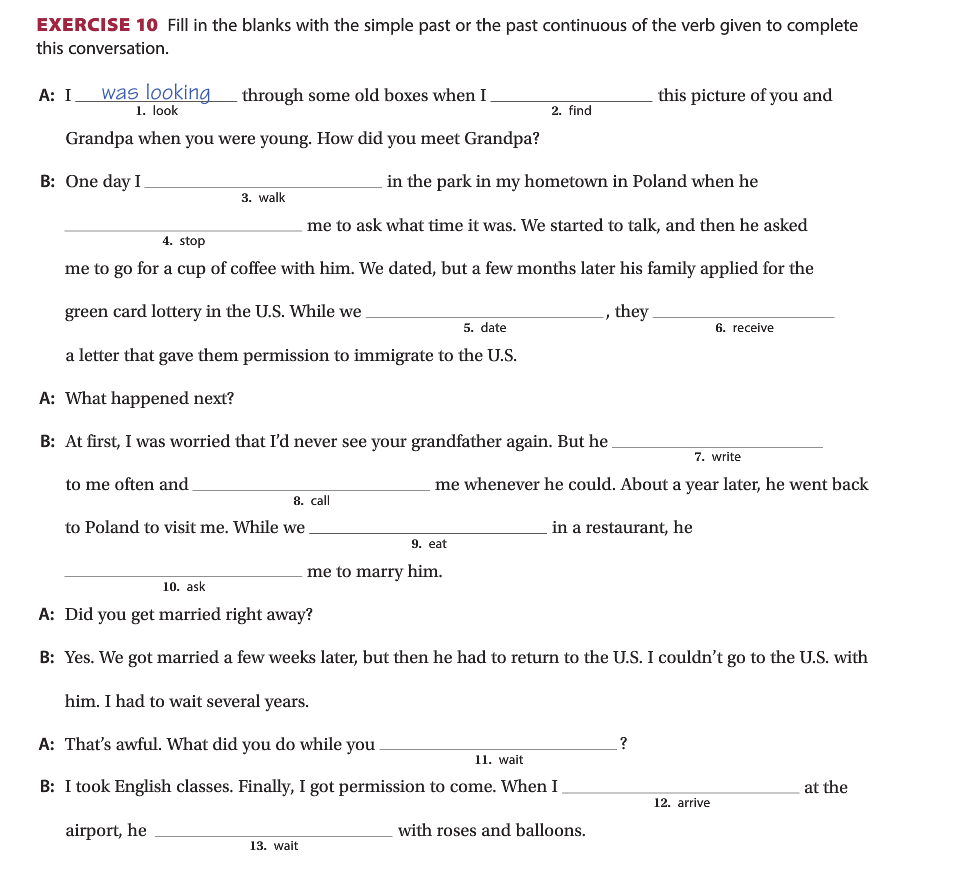 EXERCISE 10 Fill in the blanks with the simple past or the past continuous of the verb given to complete
this conversation.
A: I was looking through some old boxes when I ____________ this picture of you and
1. look 2. find
Grandpa when you were young. How did you meet Grandpa?
B: One day I ____________ in the park in my hometown in Poland when he
3. walk
____________ me to ask what time it was. We started to talk, and then he asked
4. stop
me to go for a cup of coffee with him. We dated, but a few months later his family applied for the
green card lottery in the U.S. While we ____________, they ____________
5. date 6. receive
a letter that gave them permission to immigrate to the U.S.
A: What happened next?
B: At first, I was worried that I’d never see your grandfather again. But he ____________
7. write
to me often and ____________ me whenever he could. About a year later, he went back
8. call
to Poland to visit me. While we ____________ in a restaurant, he
9. eat
____________ me to marry him.
10. ask
A: Did you get married right away?
B: Yes. We got married a few weeks later, but then he had to return to the U.S. I couldn’t go to the U.S. with
him. I had to wait several years.
A: That’s awful. What did you do while you ____________?
11. wait
B: I took English classes. Finally, I got permission to come. When I ____________ at the
12. arrive
airport, he ____________ with roses and balloons.
13. wait